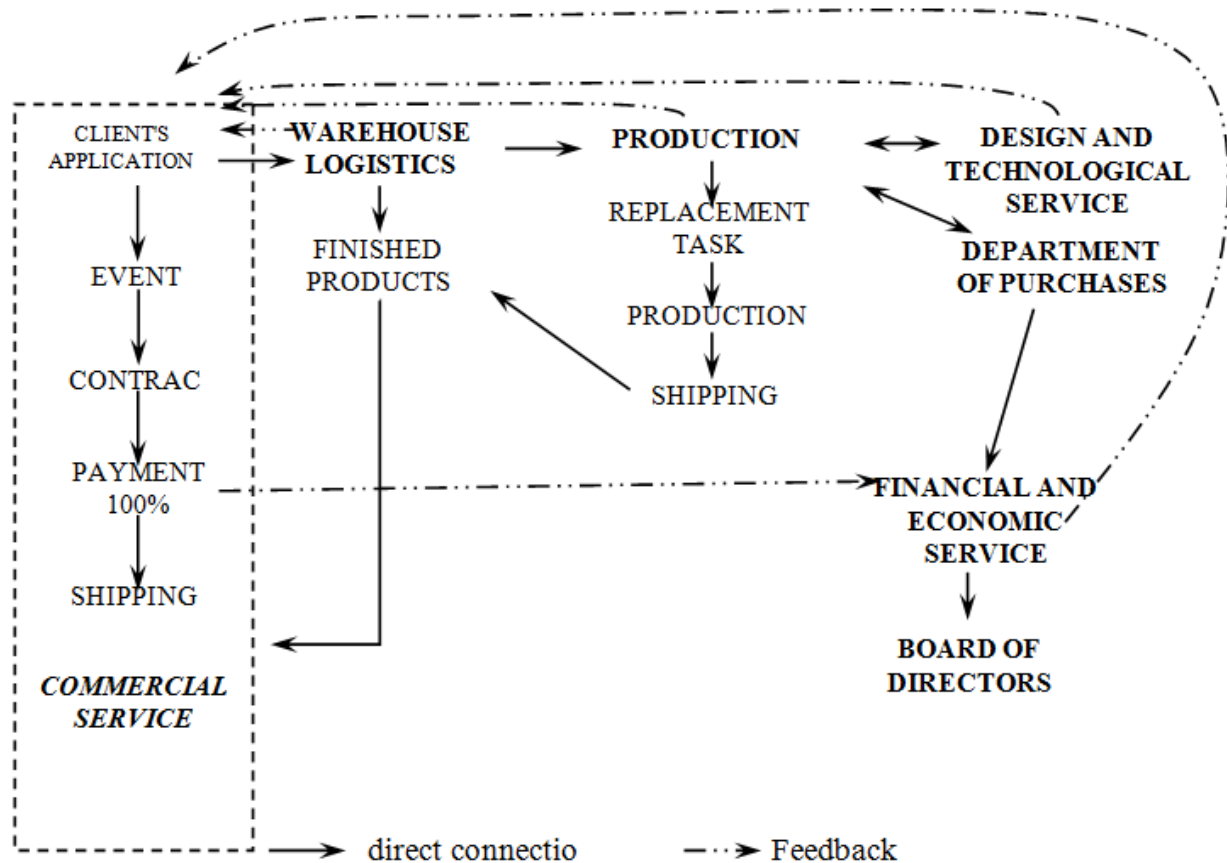 CLIENT'S
APPLICATION
EVENT
CONTRAC
PAYMENT
100%
SHIPPING
COMMERCIAL
SERVICE
WAREHOUSE
LOGISTICS
FINISHED
PRODUCTS
PRODUCTION
REPLACEMENT
TASK
PRODUCTION
SHIPPING
DESIGN AND
TECHNOLOGICAL
SERVICE
DEPARTMENT
OF PURCHASES
FINANCIAL AND
ECONOMIC
SERVICE
BOARD OF
DIRECTORS
direct connectio
Feedback